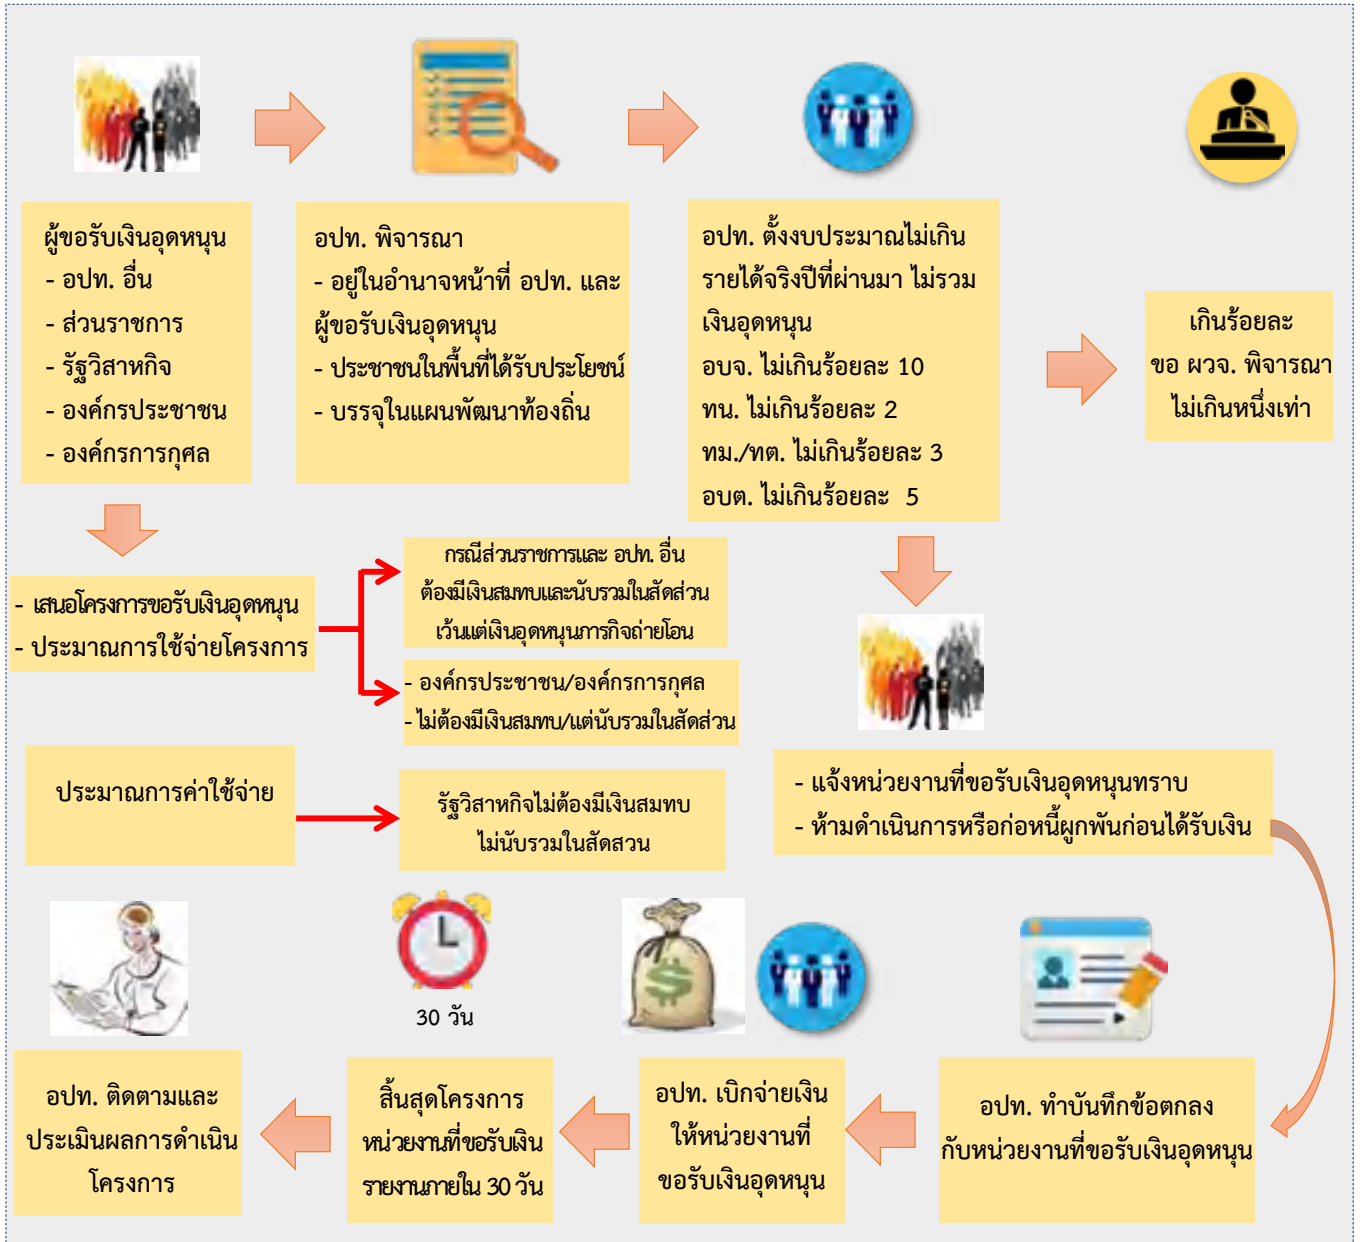 ผู้ขอรับเงินอุดหนุน
- อปท. อื่น
- ส่วนราชการ
- รัฐวิสาหกิจ
- องค์กรประชาชน
- องค์กรการกุศล
อปท. พิจารณา
- อยู่ในอำนาจหน้าที่ อปท. และ
ผู้ขอรับเงินอุดหนุน
- ประชาชนในพื้นที่ได้รับประโยชน์
- บรรจุในแผนพัฒนาท้องถิ่น
อปท. ตั้งงบประมาณไม่เกิน
รายได้จริงปีที่ผ่านมา ไม่รวม
เงินอุดหนุน
อบจ. ไม่เกินร้อยละ 10
ทน. ไม่เกินร้อยละ 2
ทม./ทต. ไม่เกินร้อยละ 3
อบต. ไม่เกินร้อยละ 5
เกินร้อยละ
ขอ ผวจ. พิจารณา
ไม่เกินหนึ่งเท่า
- เสนอโครงการขอรับเงินอุดหนุน
- ประมาณการใช้จ่ายโครงการ
กรณีส่วนราชการและ อปท. อื่น
ต้องมีเงินสมทบและนับรวมในสัดส่วน
เว้นแต่เงินอุดหนุนภารกิจถ่ายโอน
- องค์กรประชาชน/องค์กรการกุศล
- ไม่ต้องมีเงินสมทบ/แต่นับรวมในสัดส่วน
ประมาณการค่าใช้จ่าย
รัฐวิสาหกิจไม่ต้องมีเงินสมทบ
ไม่นับรวมในสัดสวน
- แจ้งหน่วยงานที่ขอรับเงินอุดหนุนทราบ
- ห้ามดำเนินการหรือก่อหนี้ผูกพันก่อนได้รับเงิน
30 วัน
อปท. ติดตามและ
ประเมินผลการดำเนิน
โครงการ
สิ้นสุดโครงการ
หน่วยงานที่ขอรับเงิน
รายงานภายใน 30 วัน
อปท. เบิกจ่ายเงิน
ให้หน่วยงานที่
ขอรับเงินอุดหนุน
อปท. ทำบันทึกข้อตกลง
กับหน่วยงานที่ขอรับเงินอุดหนุน